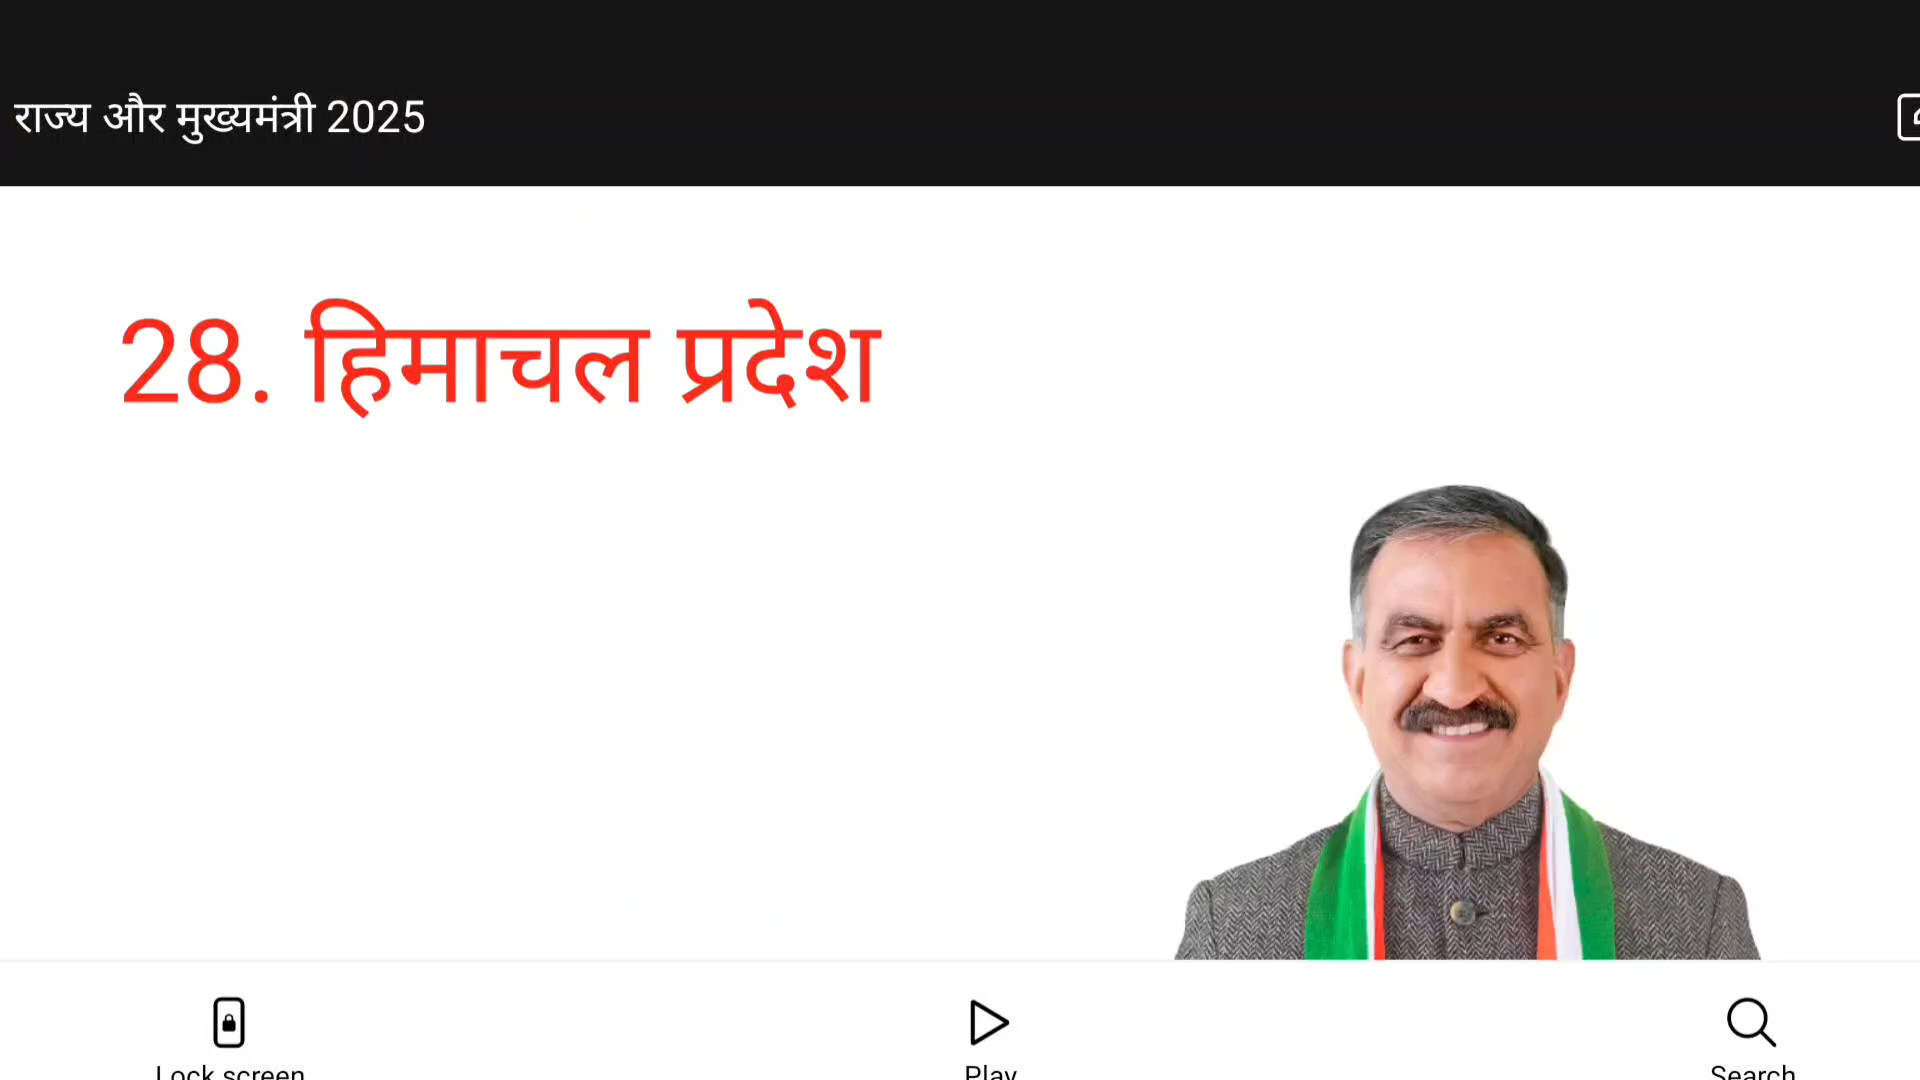 राज्य और मुख्यमंत्री 2025
28. हिमाचल प्रदेश
Lock screen
Play
Search